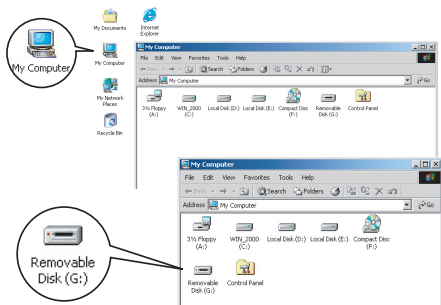 My Documents
Internet
Explorer
My Computer
My Computer
My Network
Places
Recycle Bin
My Computer
File Edit View Favorites Tools Help
Back Search Folders
Address My Computer Go
3½ Floppy
(A:)
WIN_2000
(C:)
Local Disk (D:)
Local Disk (E:)
Compact Disc
(F:)
Removable
Disk (G:)
Control Panel
My Computer
File Edit View Favorites Tools Help
Back Search Folders
Address My Computer Go
3½ Floppy
(A:)
WIN_2000
(C:)
Local Disk (D:)
Local Disk (E:)
Compact Disc
(F:)
Removable
Disk (G:)
Control Panel
Removable
Disk (G:)